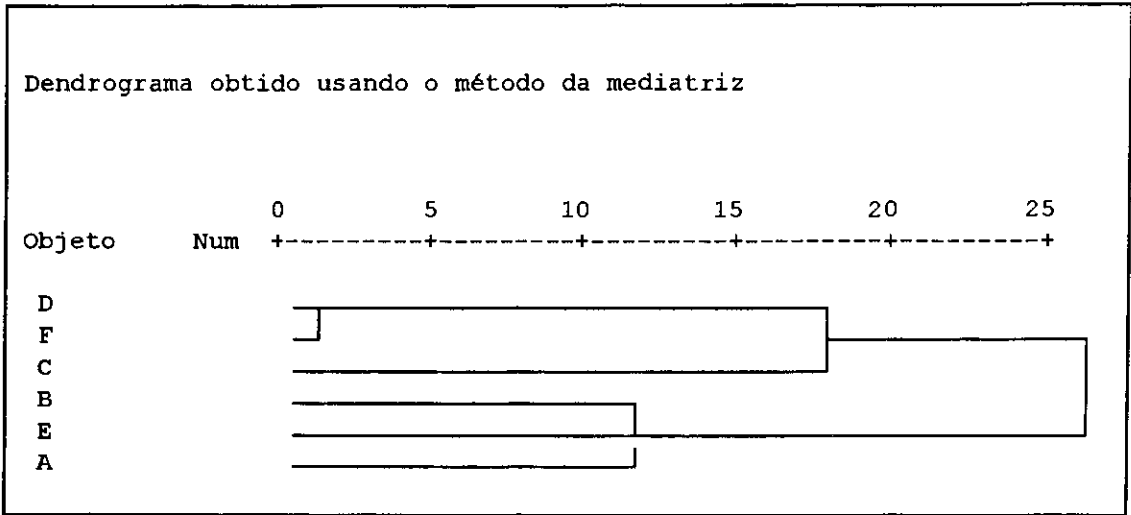 Dendrograma obtido usando o método da mediatriz
0 5 10 15 20 25
Objeto Num +---------+---------+---------+---------+---------+
D
F
C
B
E
A